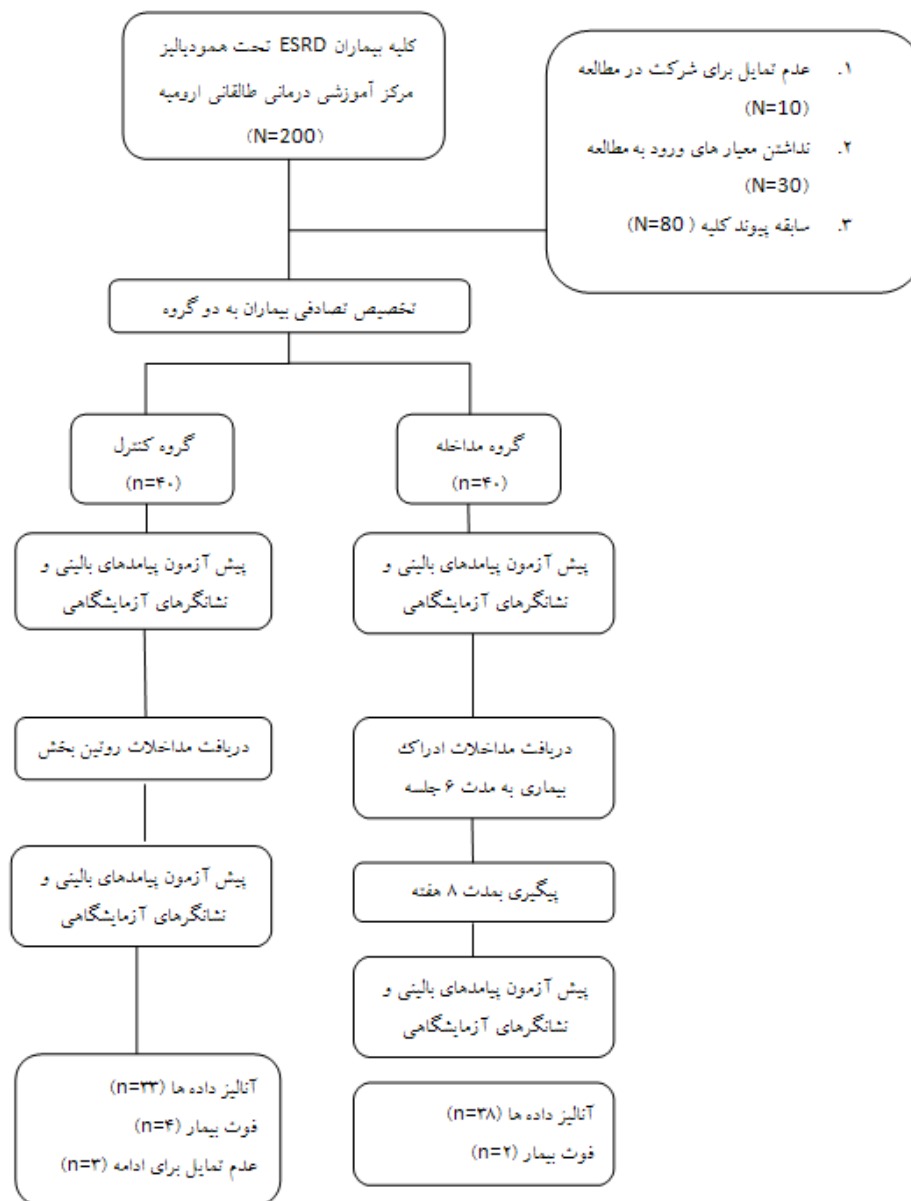 کلیه بیماران ESRD تحت همودیالیز
مرکز آموزشی درمانی طالقانی ارومیه
(N=200)
۱. عدم تمایل برای شرکت در مطالعه
(N=10)
۲. نداشتن معیار های ورود به مطالعه
(N=30)
۳. سابقه پیوند کلیه ( N=80)
تخصیص تصادفی بیماران به دو گروه
گروه مداخله
(n=۴۰)
گروه کنترل
(n=۴۰)
پیش آزمون پیامدهای بالینی و
نشانگرهای آزمایشگاهی
پیش آزمون پیامدهای بالینی و
نشانگرهای آزمایشگاهی
دریافت مداخلات ادراک
بیماری به مدت ۶ جلسه
دریافت مداخلات روتین بخش
پیگیری بمدت ۸ هفته
پیش آزمون پیامدهای بالینی و
نشانگرهای آزمایشگاهی
پیش آزمون پیامدهای بالینی و
نشانگرهای آزمایشگاهی
آنالیز داده ها (n=۳۸)
فوت بیمار (n=۲)
آنالیز داده ها (n=۳۳)
فوت بیمار (n=۴)
عدم تمایل برای ادامه (n=۳)